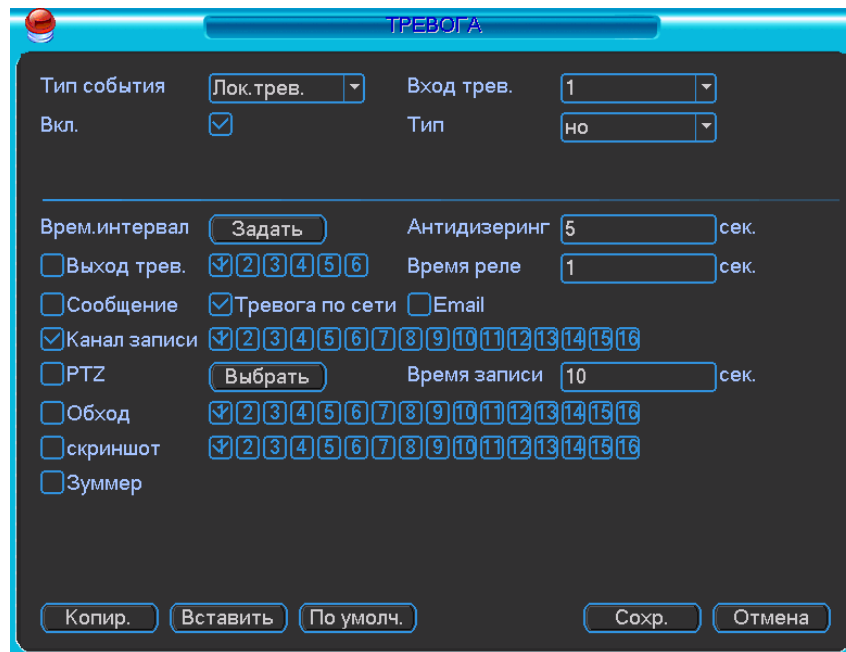 ТРЕВОГА
Тип события Лок.трев. Вход трев. 1
Вкл. Тип но
Врем.интервал Задать Антидизеринг 5 сек.
Выход трев. 1 2 3 4 5 6 Время реле 1 сек.
Сообщение Тревога по сети Email
Канал записи 1 2 3 4 5 6 7 8 9 10 11 12 13 14 15 16
PTZ Выбрать Время записи 10 сек.
Обход 1 2 3 4 5 6 7 8 9 10 11 12 13 14 15 16
скриншот 1 2 3 4 5 6 7 8 9 10 11 12 13 14 15 16
Зуммер
Копир. Вставить По умолч. Сохр. Отмена